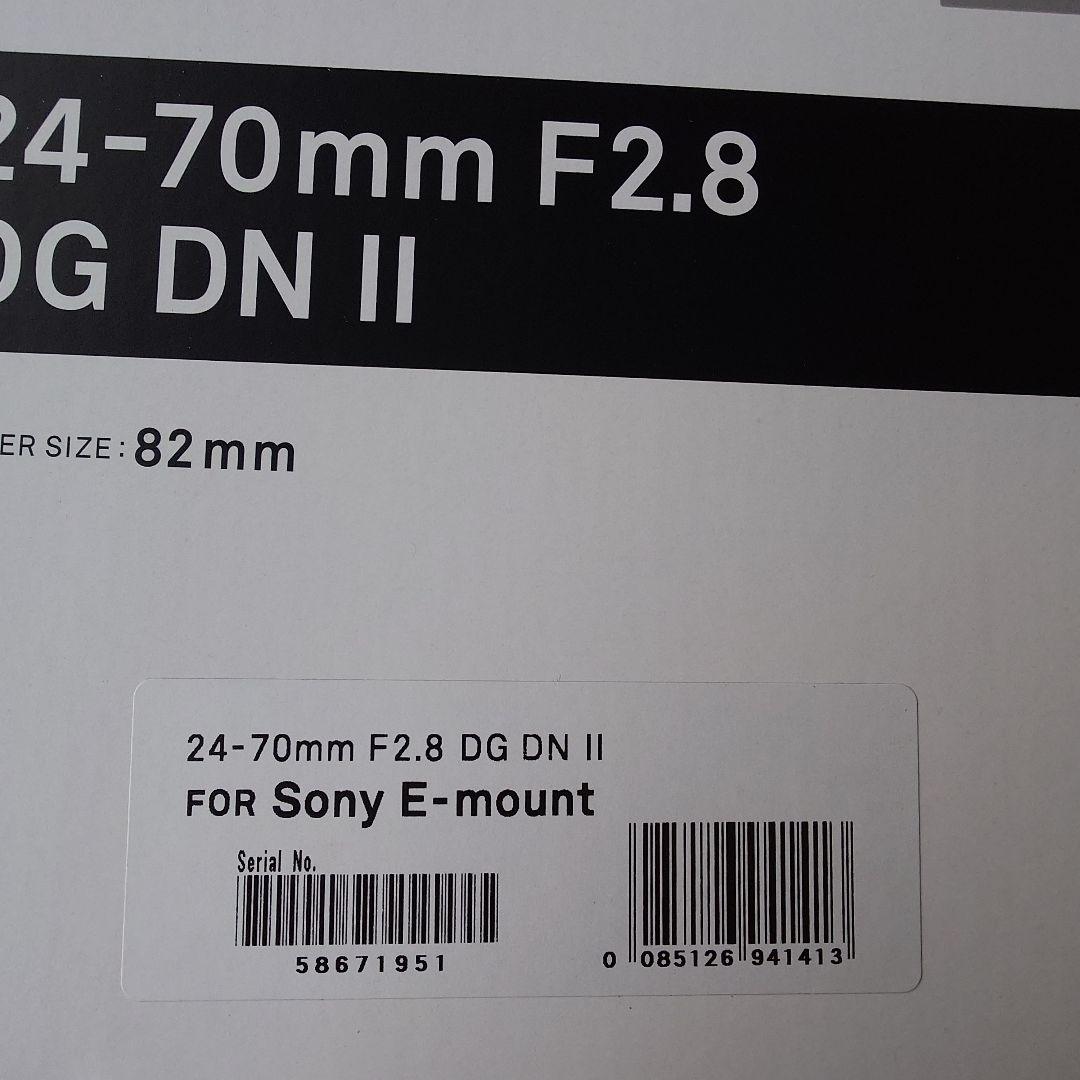 24-70mm F2.8
DG DN II
ER SIZE: 82mm
24-70mm F2.8 DG DN II
FOR Sony E-mount
Serial No.
58671951
0 085126 941413